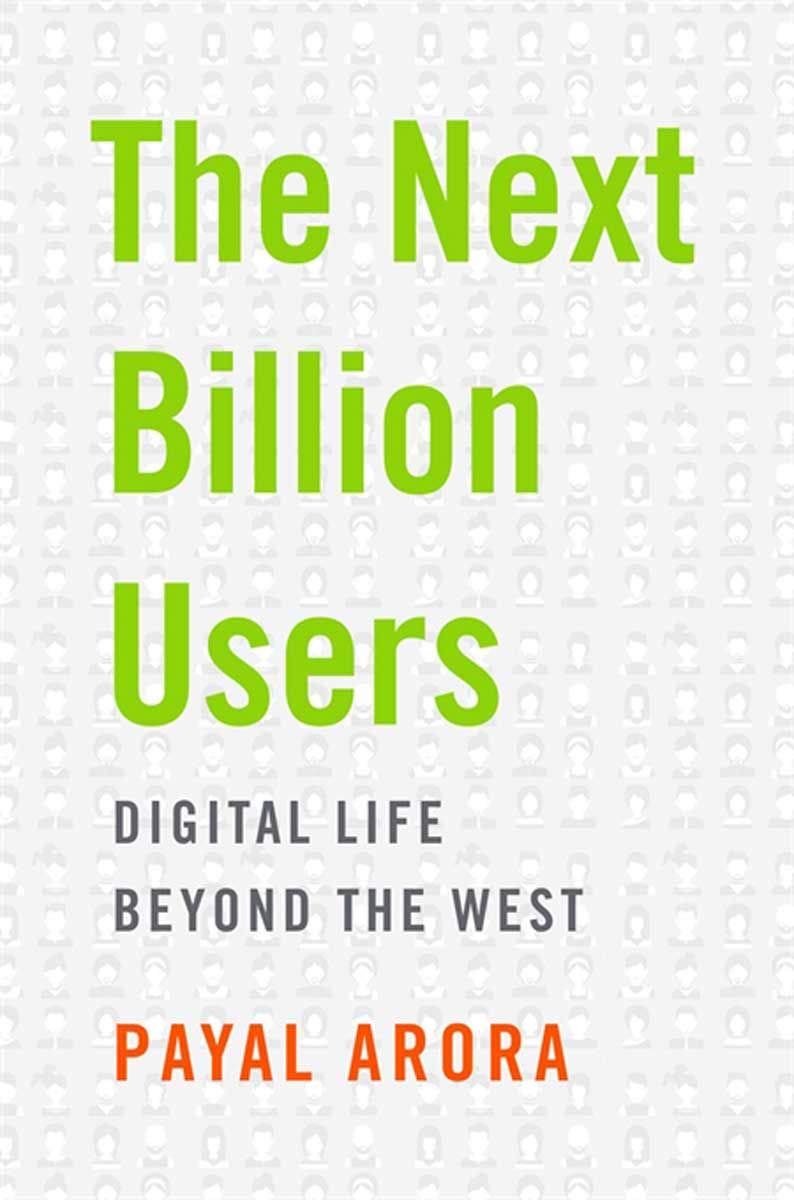 The Next
Billion
Users
DIGITAL LIFE
BEYOND THE WEST
PAYAL ARORA